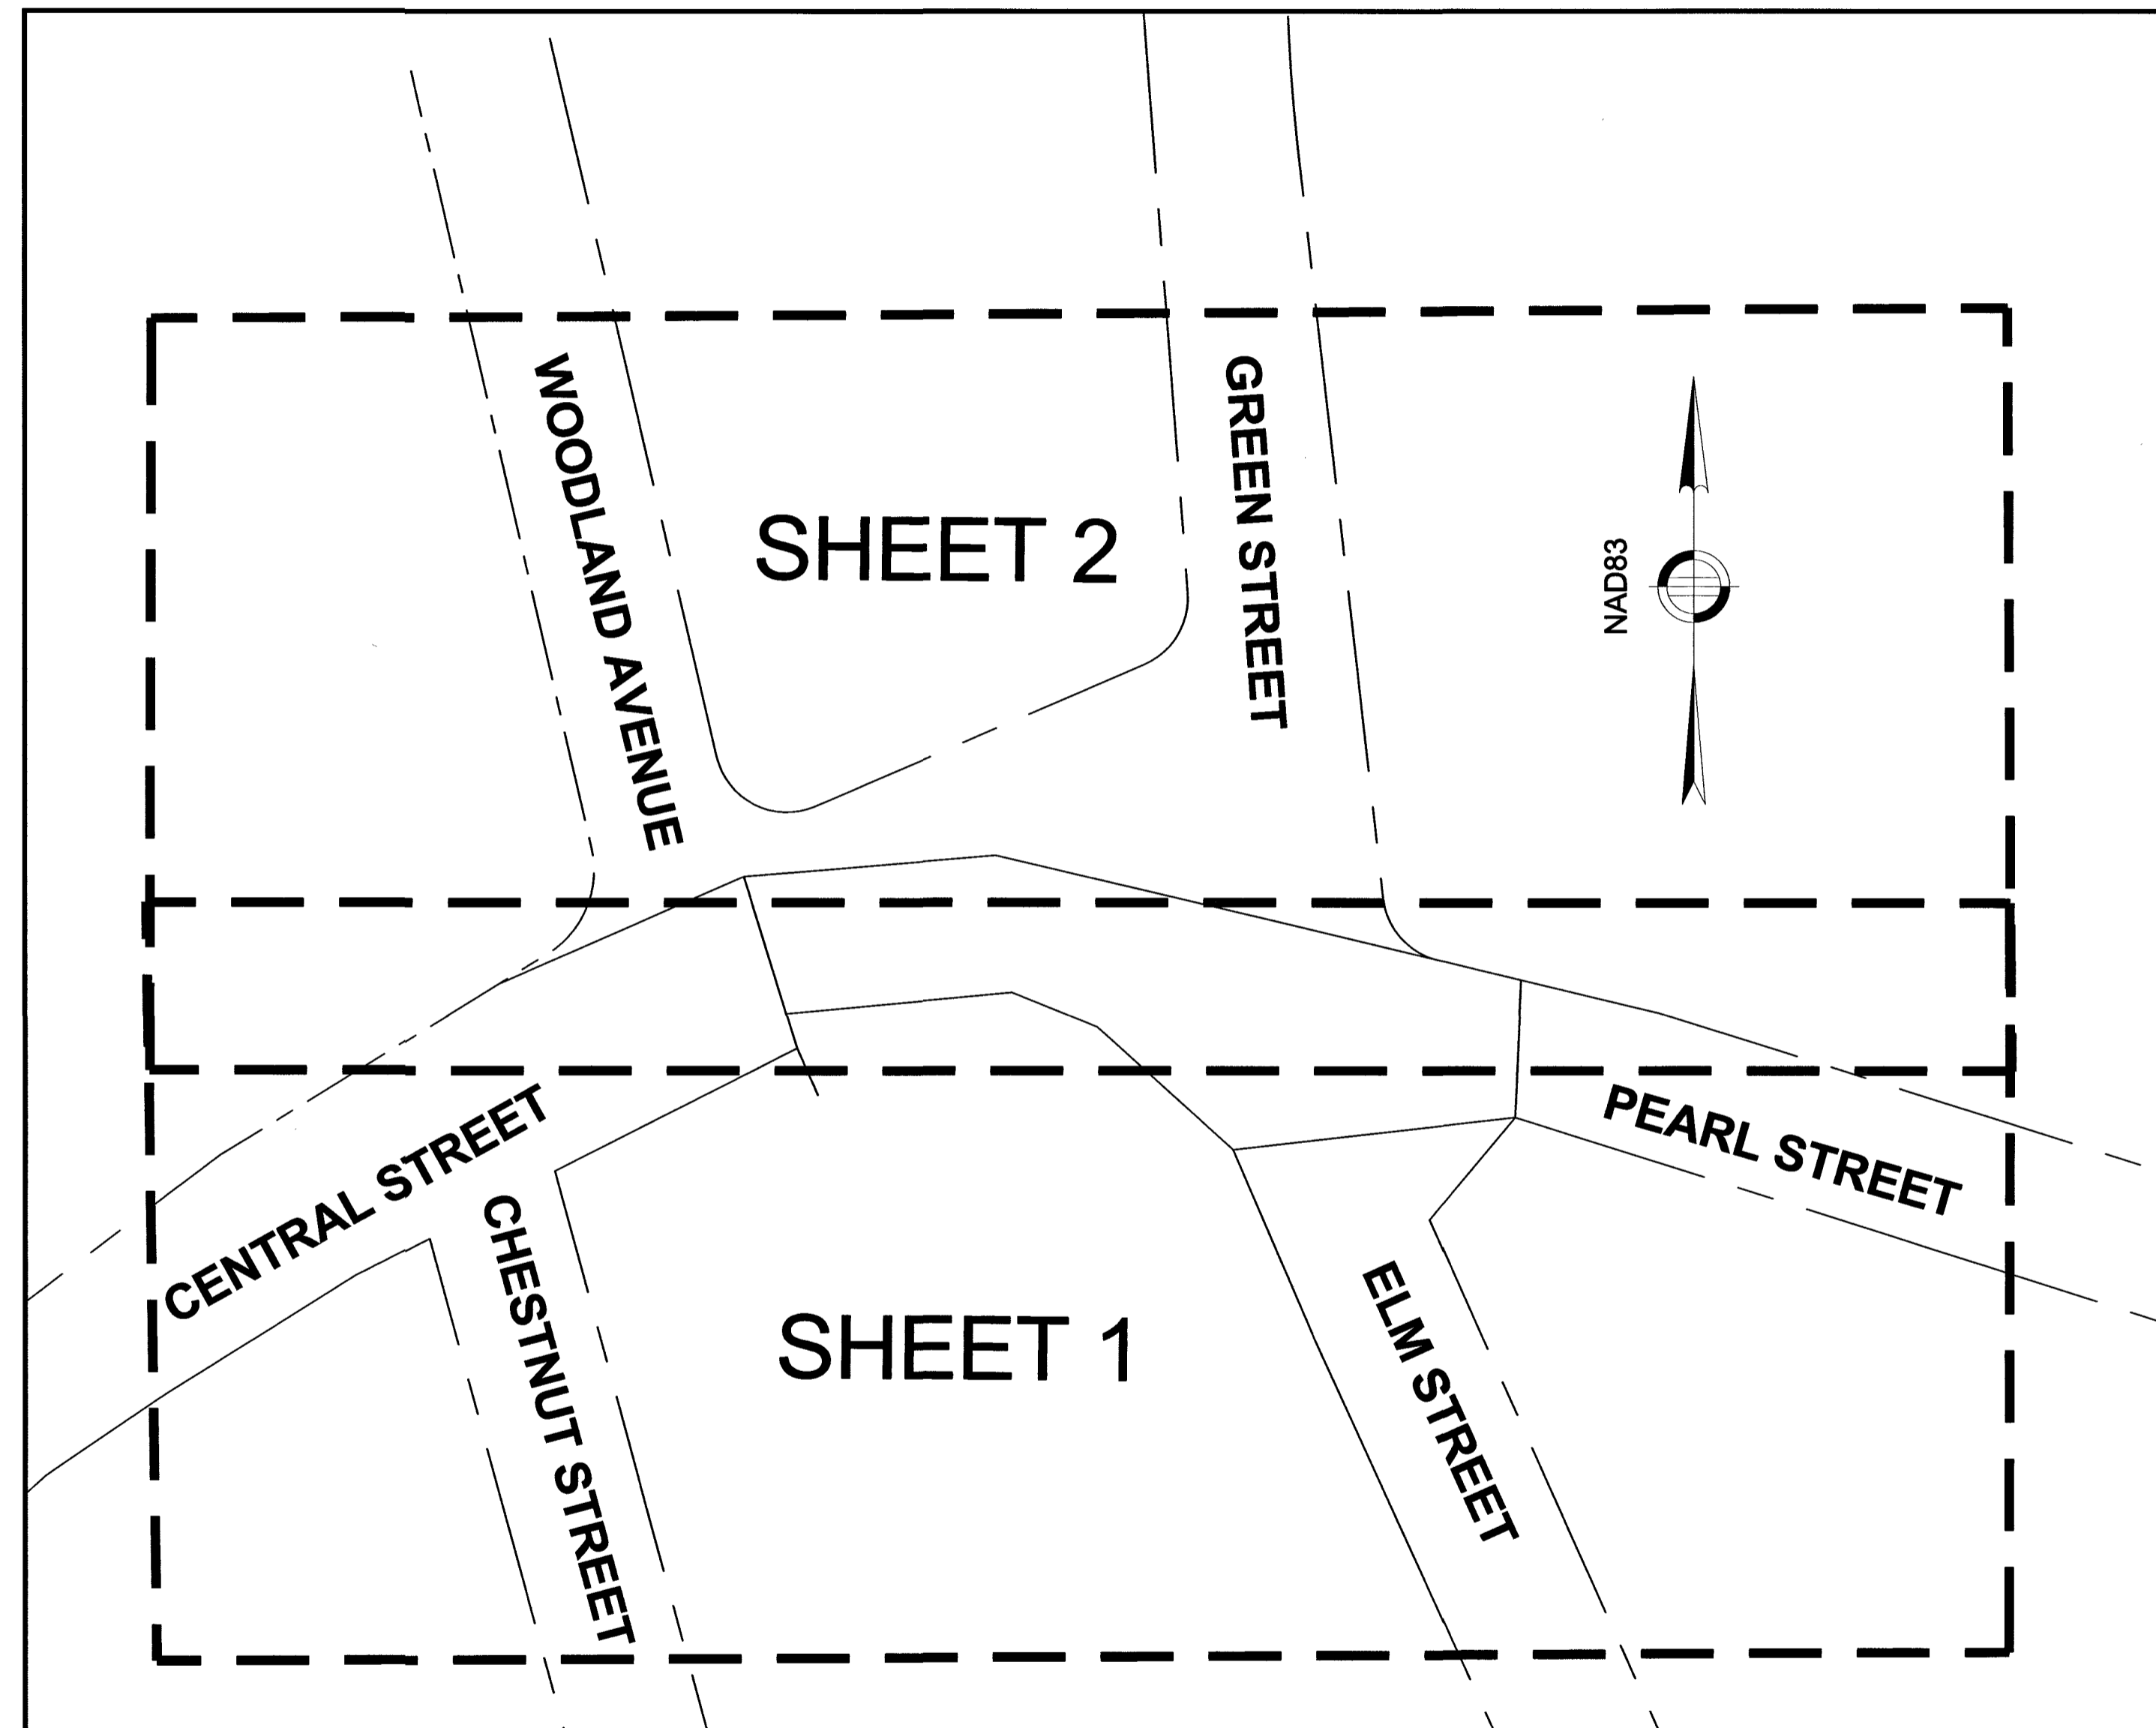 WOODLAND AVENUE
GREEN STREET
SHEET 2
NAD83
CENTRAL STREET
PEARL STREET
CHESTNUT STREET
SHEET 1
ELM STREET